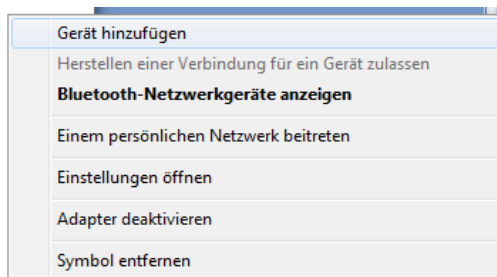 Gerät hinzufügen
Herstellen einer Verbindung für ein Gerät zulassen
Bluetooth-Netzwerkgeräte anzeigen
Einem persönlichen Netzwerk beitreten
Einstellungen öffnen
Adapter deaktivieren
Symbol entfernen